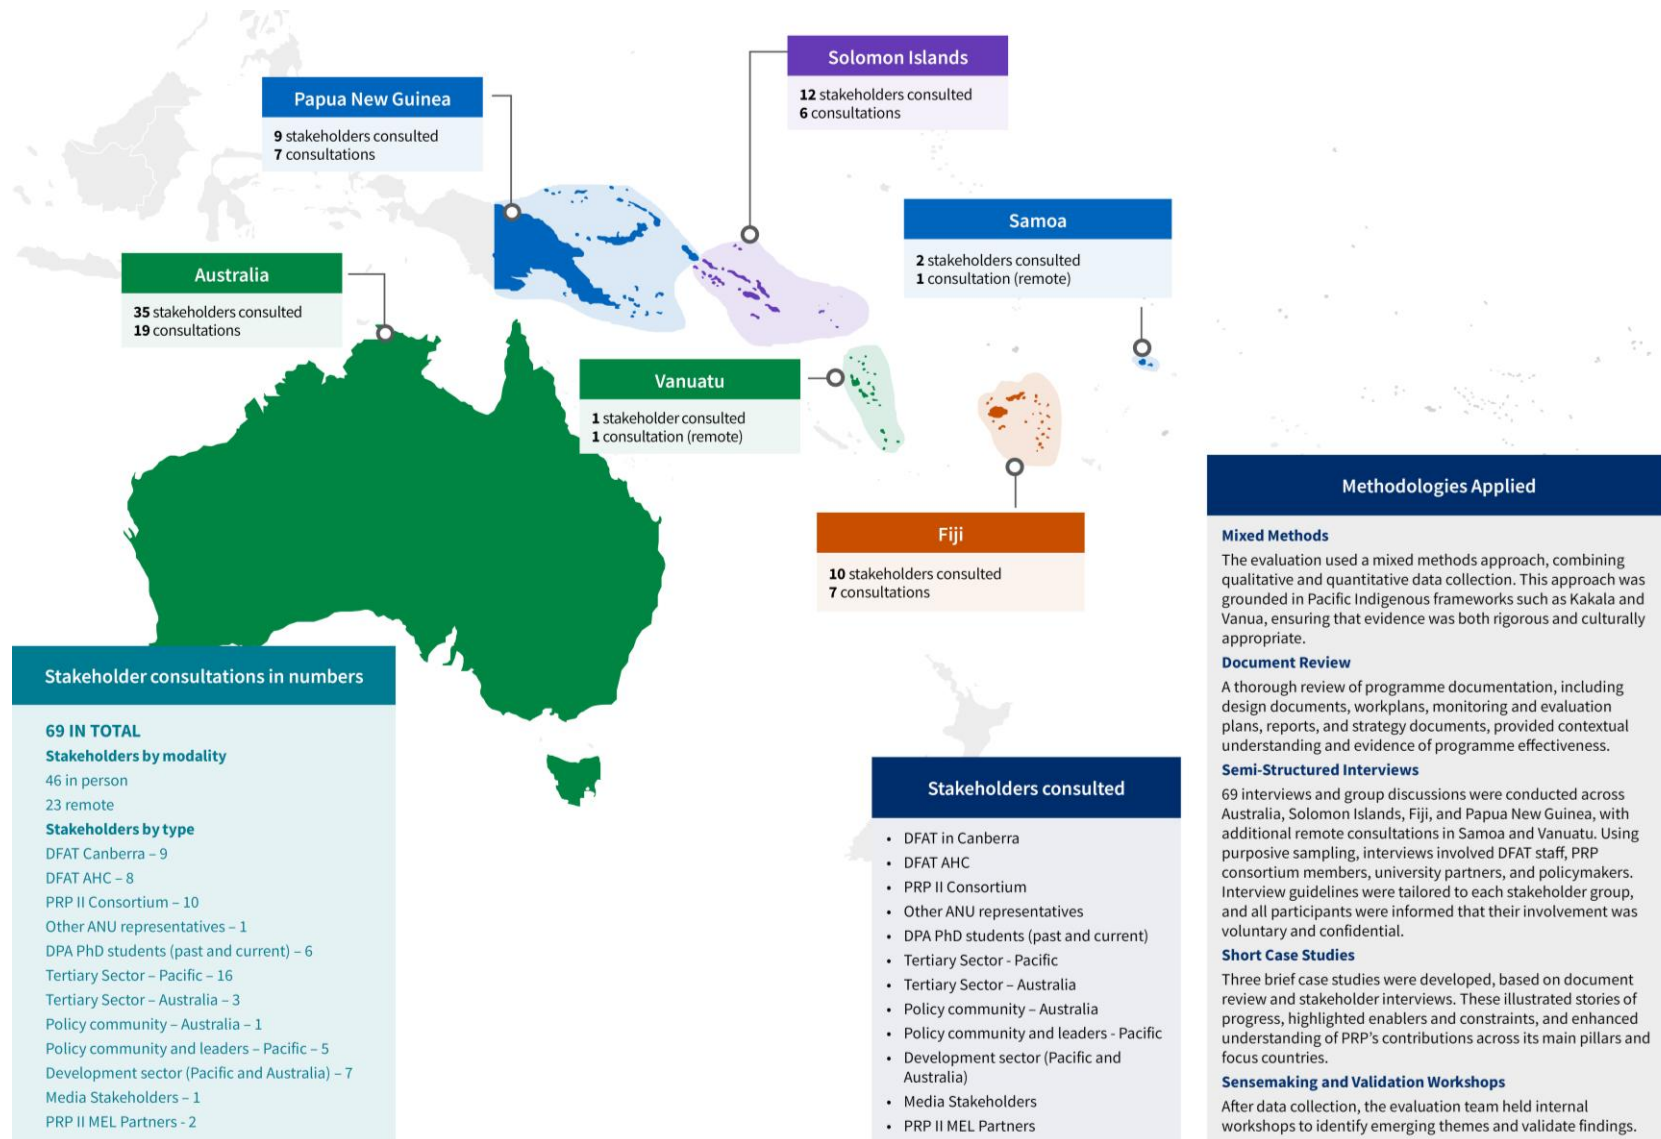 Solomon Islands
12 stakeholders consulted
6 consultations
Papua New Guinea
9 stakeholders consulted
7 consultations
Samoa
2 stakeholders consulted
1 consultation (remote)
Australia
35 stakeholders consulted
19 consultations
Vanuatu
1 stakeholder consulted
1 consultation (remote)
Fiji
10 stakeholders consulted
7 consultations
Stakeholder consultations in numbers
69 IN TOTAL
Stakeholders by modality
46 in person
23 remote
Stakeholders by type
DFAT Canberra – 9
DFAT AHC – 8
PRP II Consortium – 10
Other ANU representatives – 1
DPA PhD students (past and current) – 6
Tertiary Sector – Pacific – 16
Tertiary Sector – Australia – 3
Policy community – Australia – 1
Policy community and leaders – Pacific – 5
Development sector (Pacific and Australia) – 7
Media Stakeholders – 1
PRP II MEL Partners - 2
Stakeholders consulted
• DFAT in Canberra
• DFAT AHC
• PRP II Consortium
• Other ANU representatives
• DPA PhD students (past and current)
• Tertiary Sector - Pacific
• Tertiary Sector – Australia
• Policy community – Australia
• Policy community and leaders - Pacific
• Development sector (Pacific and
Australia)
• Media Stakeholders
• PRP II MEL Partners
Methodologies Applied
Mixed Methods
The evaluation used a mixed methods approach, combining
qualitative and quantitative data collection. This approach was
grounded in Pacific Indigenous frameworks such as Kakala and
Vanua, ensuring that evidence was both rigorous and culturally
appropriate.
Document Review
A thorough review of programme documentation, including
design documents, workplans, monitoring and evaluation
plans, reports, and strategy documents, provided contextual
understanding and evidence of programme effectiveness.
Semi-Structured Interviews
69 interviews and group discussions were conducted across
Australia, Solomon Islands, Fiji, and Papua New Guinea, with
additional remote consultations in Samoa and Vanuatu. Using
purposive sampling, interviews involved DFAT staff, PRP
consortium members, university partners, and policymakers.
Interview guidelines were tailored to each stakeholder group,
and all participants were informed that their involvement was
voluntary and confidential.
Short Case Studies
Three brief case studies were developed, based on document
review and stakeholder interviews. These illustrated stories of
progress, highlighted enablers and constraints, and enhanced
understanding of PRP's contributions across its main pillars and
focus countries.
Sensemaking and Validation Workshops
After data collection, the evaluation team held internal
workshops to identify emerging themes and validate findings.